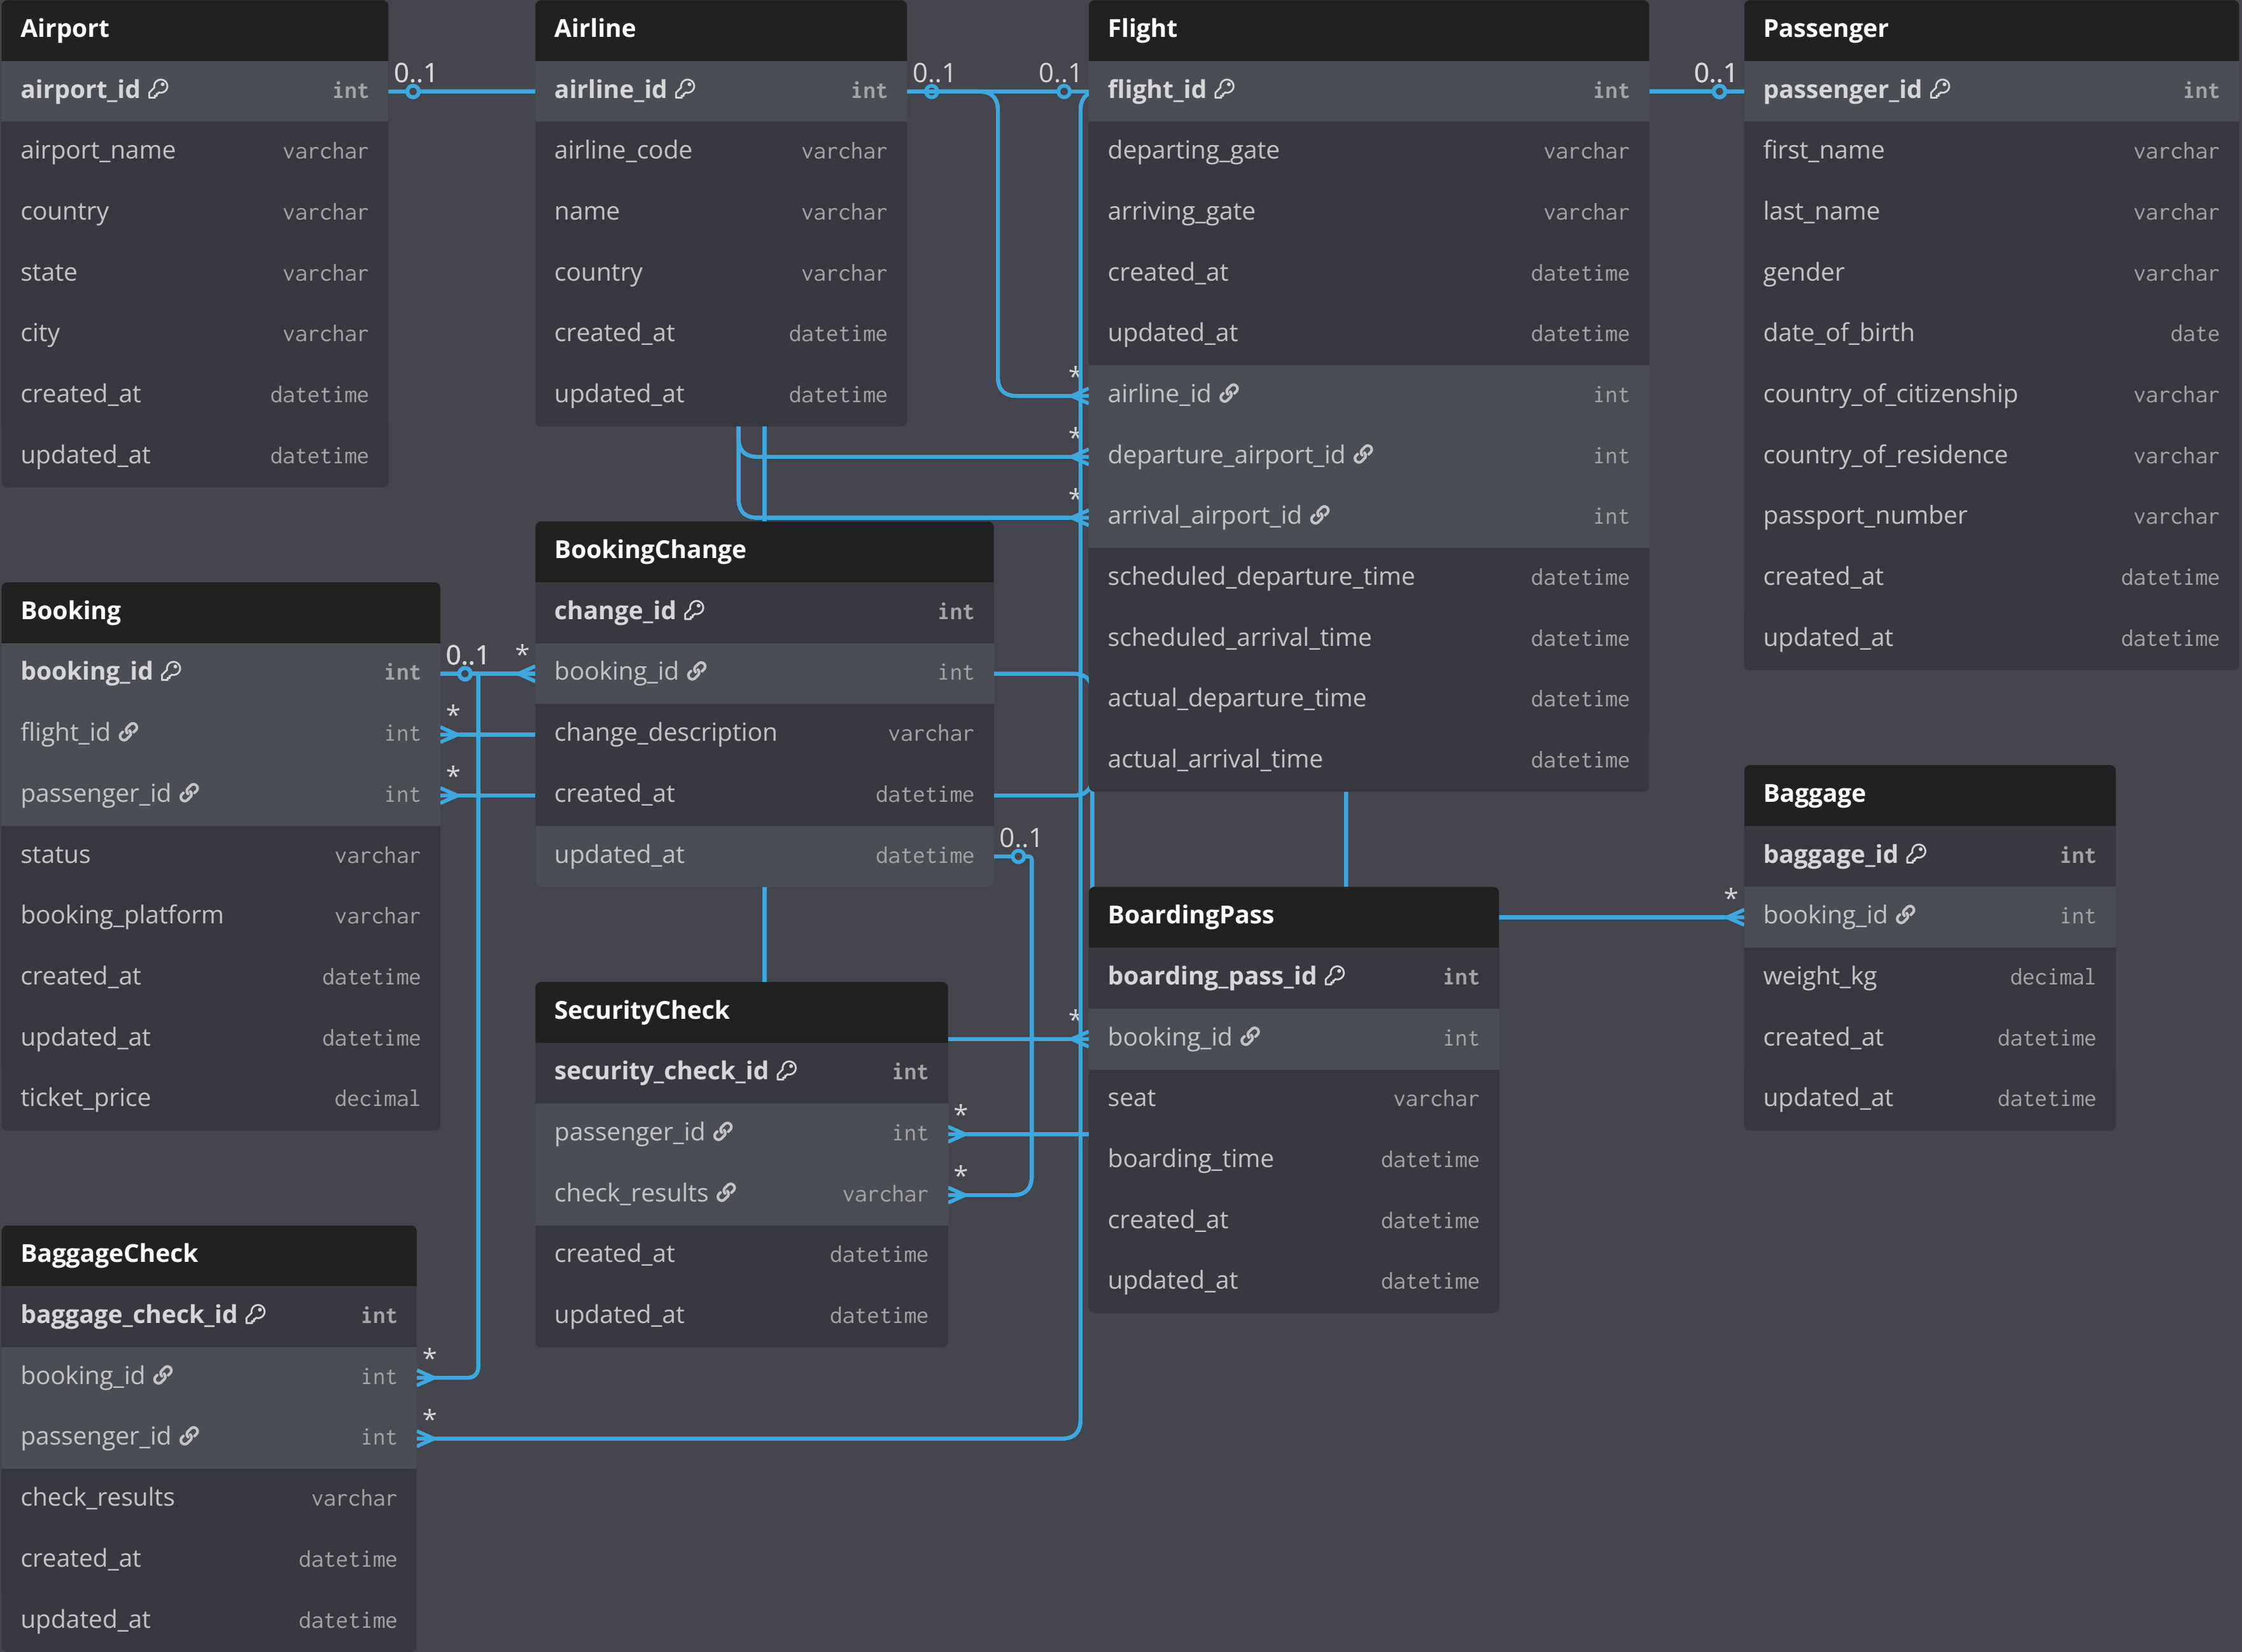 Airport
airport_id int
airport_name varchar
country varchar
state varchar
city varchar
created_at datetime
updated_at datetime
0..1
Airline
airline_id int
airline_code varchar
name varchar
country varchar
created_at datetime
updated_at datetime
0..1
0..1
Flight
flight_id int
departing_gate varchar
arriving_gate varchar
created_at datetime
updated_at datetime
* airline_id int
* departure_airport_id int
* arrival_airport_id int
scheduled_departure_time datetime
scheduled_arrival_time datetime
actual_departure_time datetime
actual_arrival_time datetime
0..1
Passenger
passenger_id int
first_name varchar
last_name varchar
gender varchar
date_of_birth date
country_of_citizenship varchar
country_of_residence varchar
passport_number varchar
created_at datetime
updated_at datetime
Booking
booking_id int 0..1
flight_id int *
passenger_id int *
status varchar
booking_platform varchar
created_at datetime
updated_at datetime
ticket_price decimal
BookingChange
change_id int
* booking_id int
change_description varchar
created_at datetime
updated_at datetime 0..1
SecurityCheck
security_check_id int
passenger_id int *
check_results varchar *
created_at datetime
updated_at datetime
BoardingPass
boarding_pass_id int
* booking_id int
seat varchar
boarding_time datetime
created_at datetime
updated_at datetime
Baggage
baggage_id int
* booking_id int
weight_kg decimal
created_at datetime
updated_at datetime
BaggageCheck
baggage_check_id int
booking_id int *
passenger_id int *
check_results varchar
created_at datetime
updated_at datetime